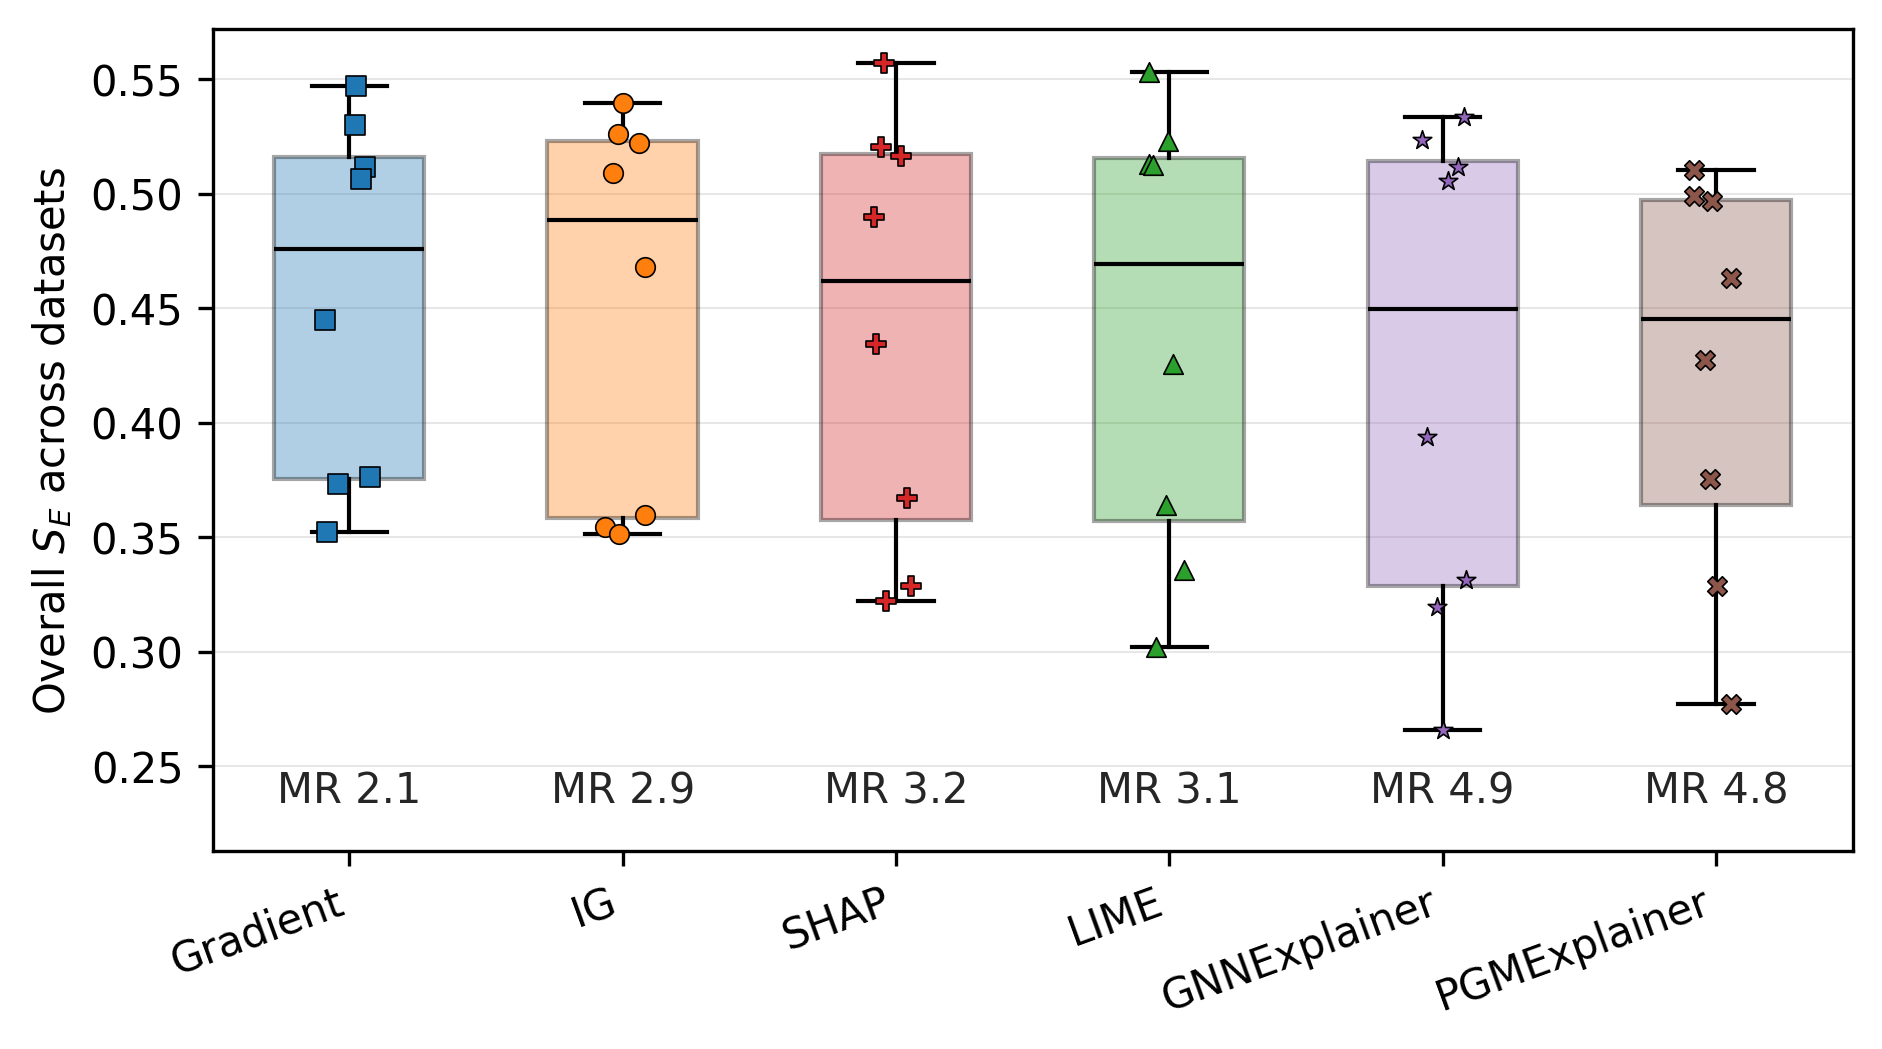 Overall S_E across datasets
0.55
0.50
0.45
0.40
0.35
0.30
0.25
MR 2.1 MR 2.9 MR 3.2 MR 3.1 MR 4.9 MR 4.8
Gradient IG SHAP LIME GNNExplainer PGMExplainer